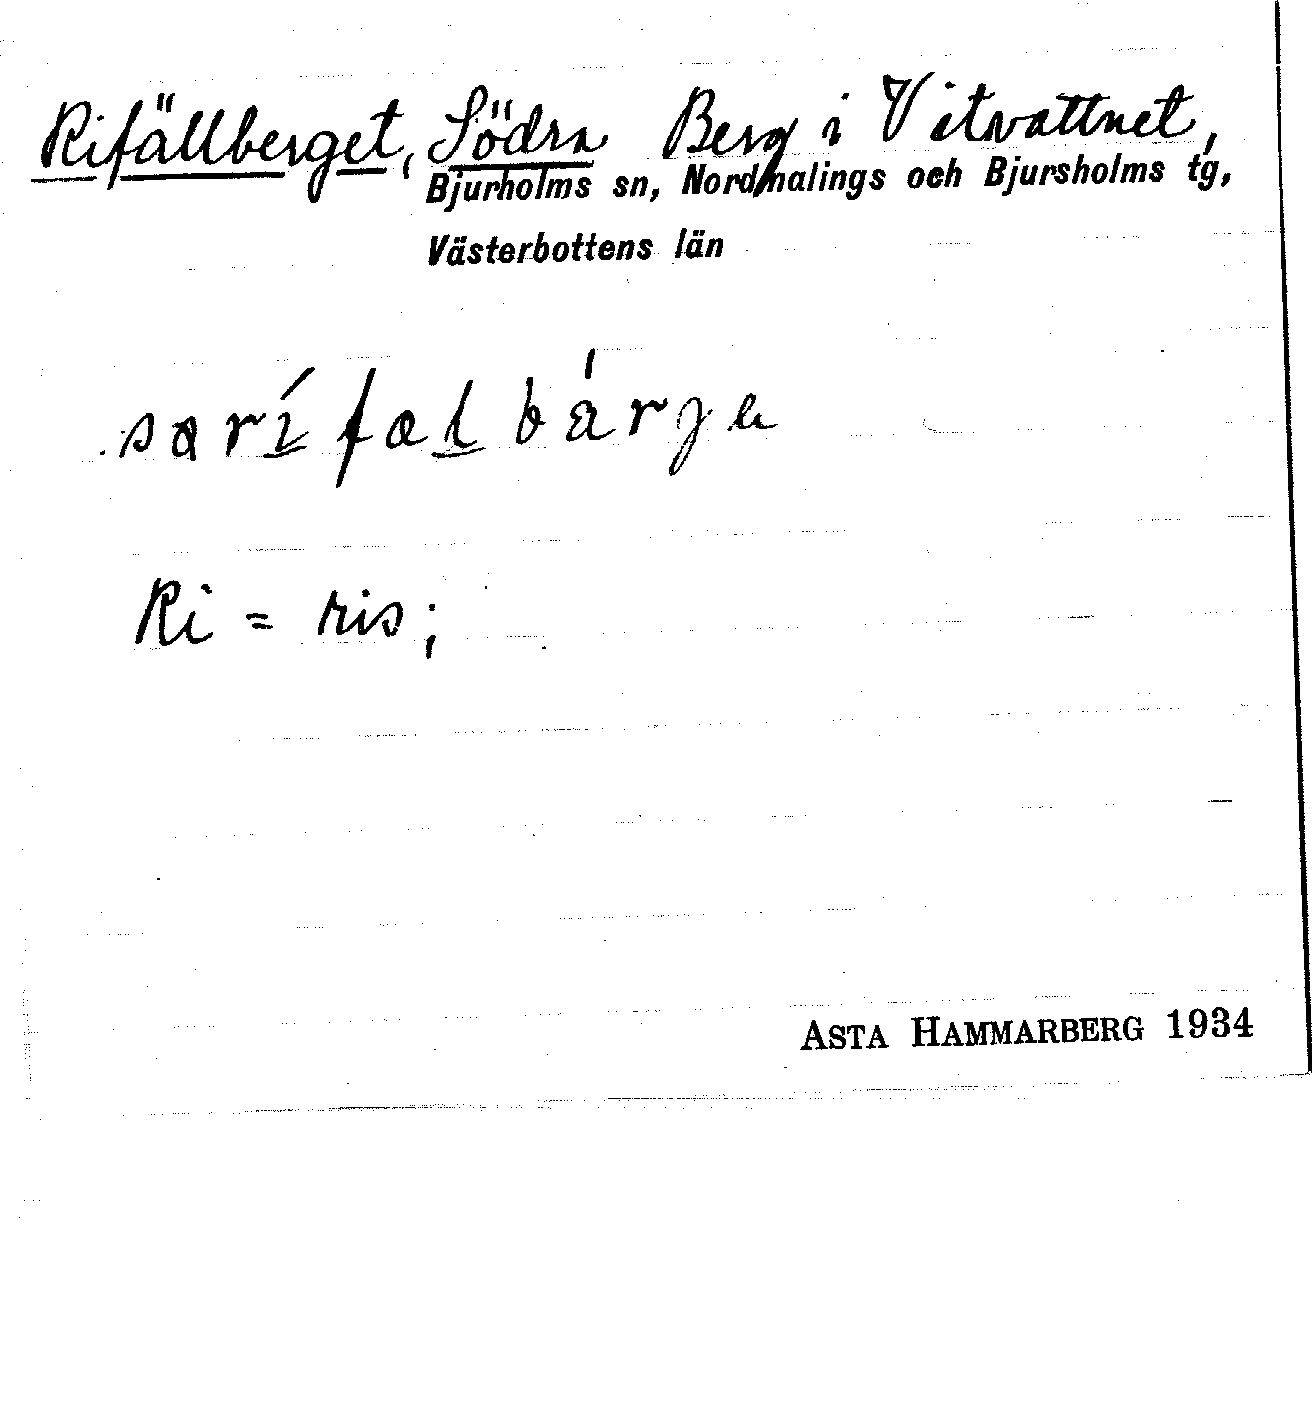 Rifällberget, Södra Berg i Vitvattnet,
Bjurholms sn, Nordmalings och Bjursholms tg,
Västerbottens län
Ri = ris;
ASTA HAMMARBERG 1934